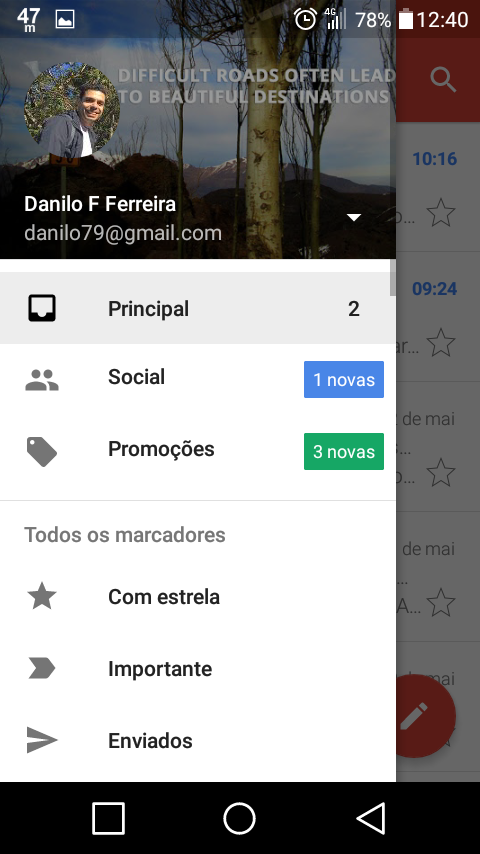 47
m
4G
78%
12:40
DIFFICULT ROADS OFTEN LEAD
TO BEAUTIFUL DESTINATIONS
Danilo F Ferreira
danilo79@gmail.com
10:16
09:24
Principal 2
Social 1 novas
Promoções 3 novas
de mai
Todos os marcadores
de mai
Com estrela
A...
Importante
mai
Enviados